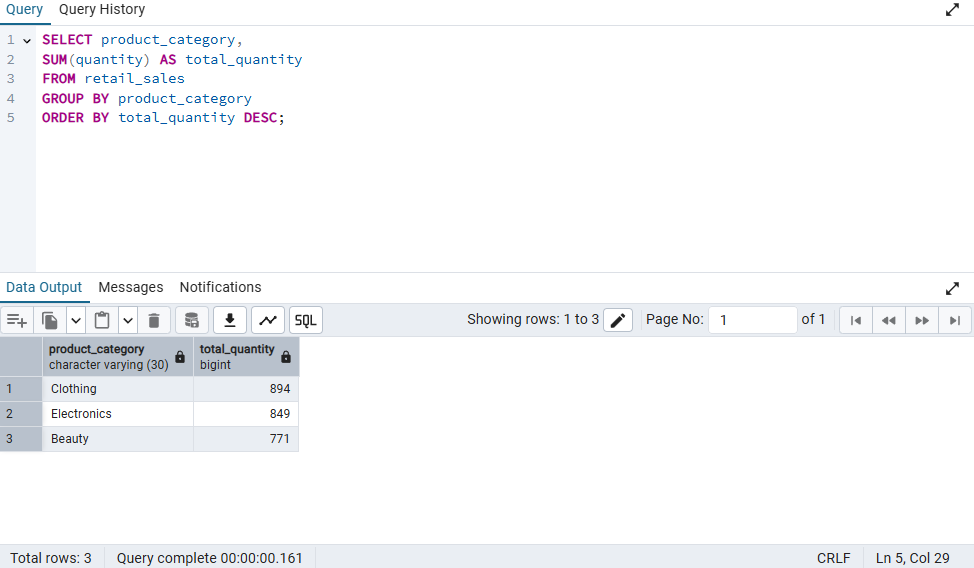 Query Query History
1 SELECT product_category,
2 SUM(quantity) AS total_quantity
3 FROM retail_sales
4 GROUP BY product_category
5 ORDER BY total_quantity DESC;
Data Output Messages Notifications
SQL Showing rows: 1 to 3 Page No: 1 of 1
product_category total_quantity
character varying (30) bigint
1 Clothing 894
2 Electronics 849
3 Beauty 771
Total rows: 3 Query complete 00:00:00.161 CRLF Ln 5, Col 29